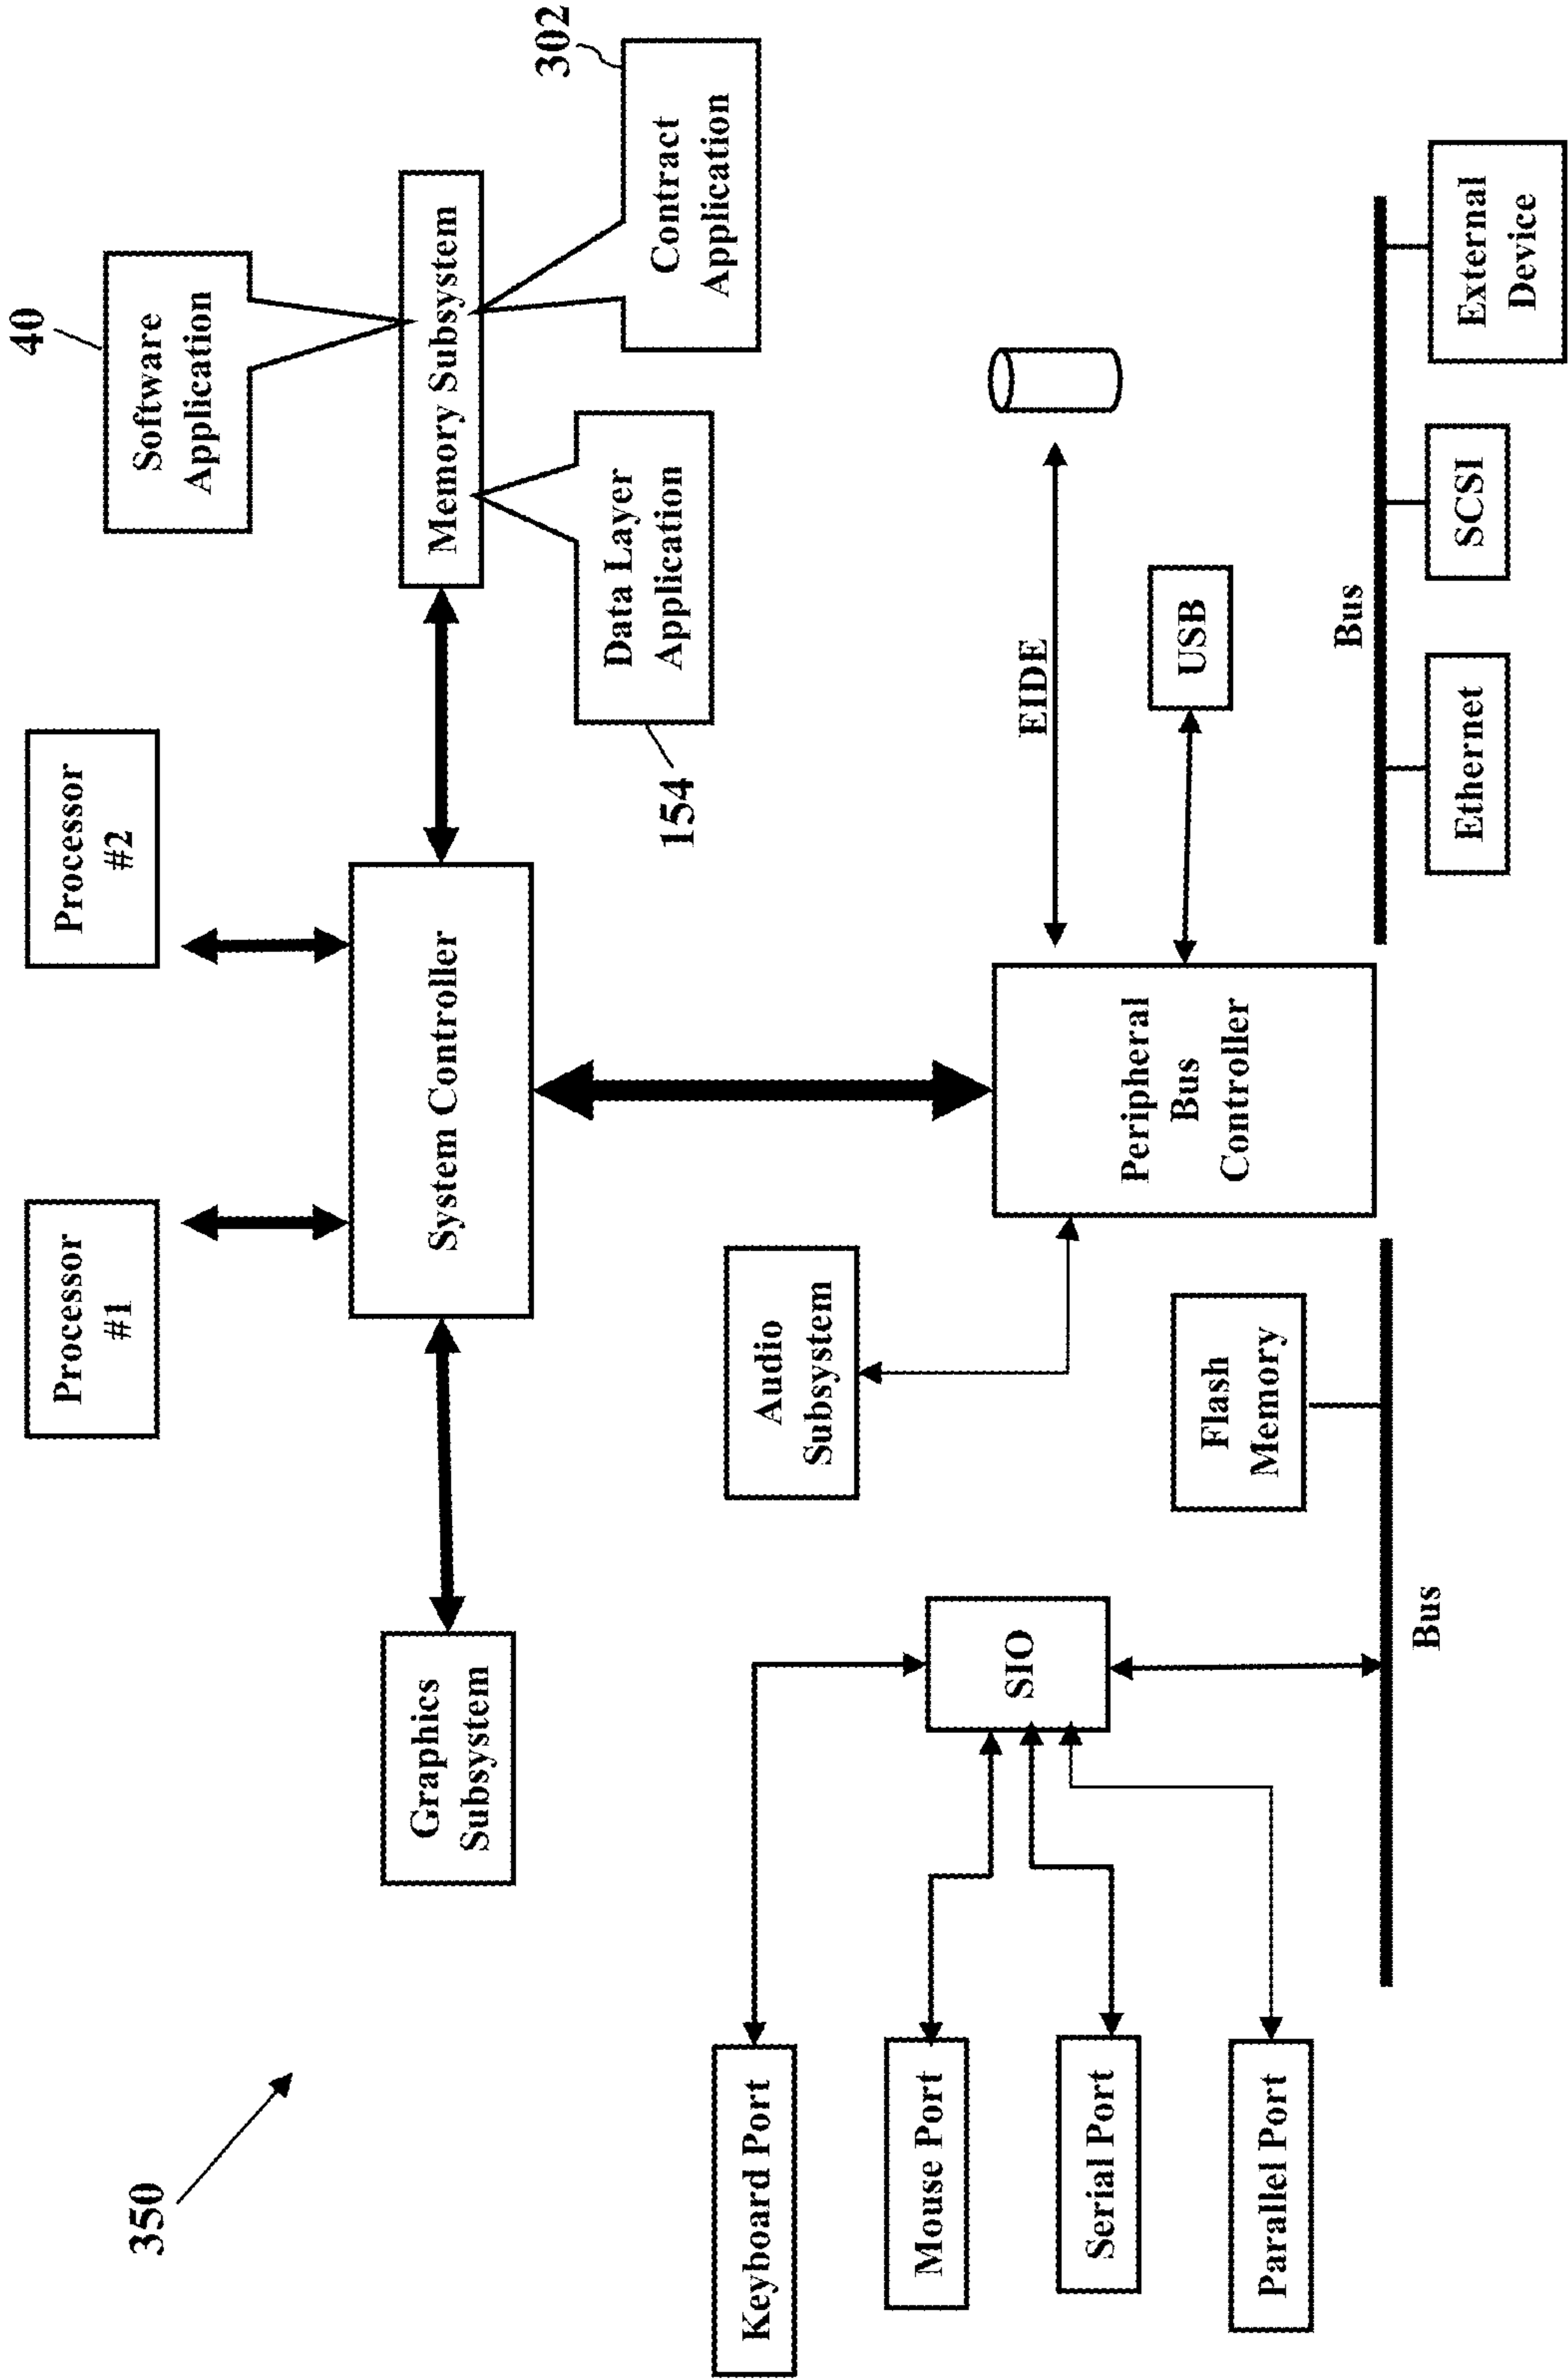 350
Processor
#1
Processor
#2
40
Software
Application
Graphics
Subsystem
System Controller
Memory Subsystem
154
Data Layer
Application
302
Contract
Application
Keyboard Port
Mouse Port
Serial Port
Parallel Port
SIO
Audio
Subsystem
Flash
Memory
Bus
Peripheral
Bus
Controller
EIDE
USB
Bus
Ethernet
SCSI
External
Device